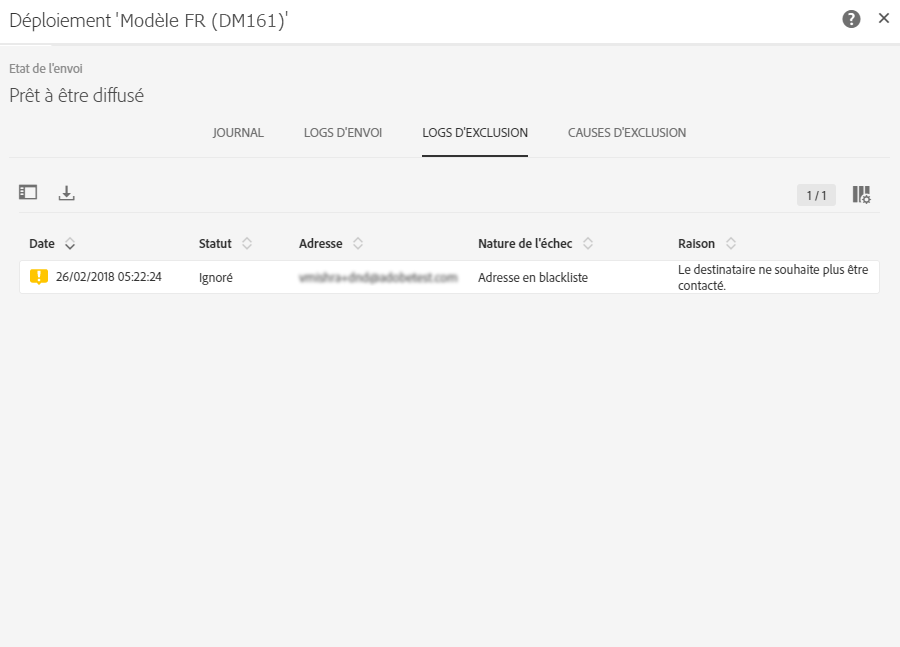 Déploiement 'Modèle FR (DM161)'
Etat de l'envoi
Prêt à être diffusé
JOURNAL LOGS D'ENVOI LOGS D'EXCLUSION CAUSES D'EXCLUSION
1 / 1
Date Statut Adresse Nature de l'échec Raison
26/02/2018 05:22:24 Ignoré Adresse en blackliste Le destinataire ne souhaite plus être
contacté.